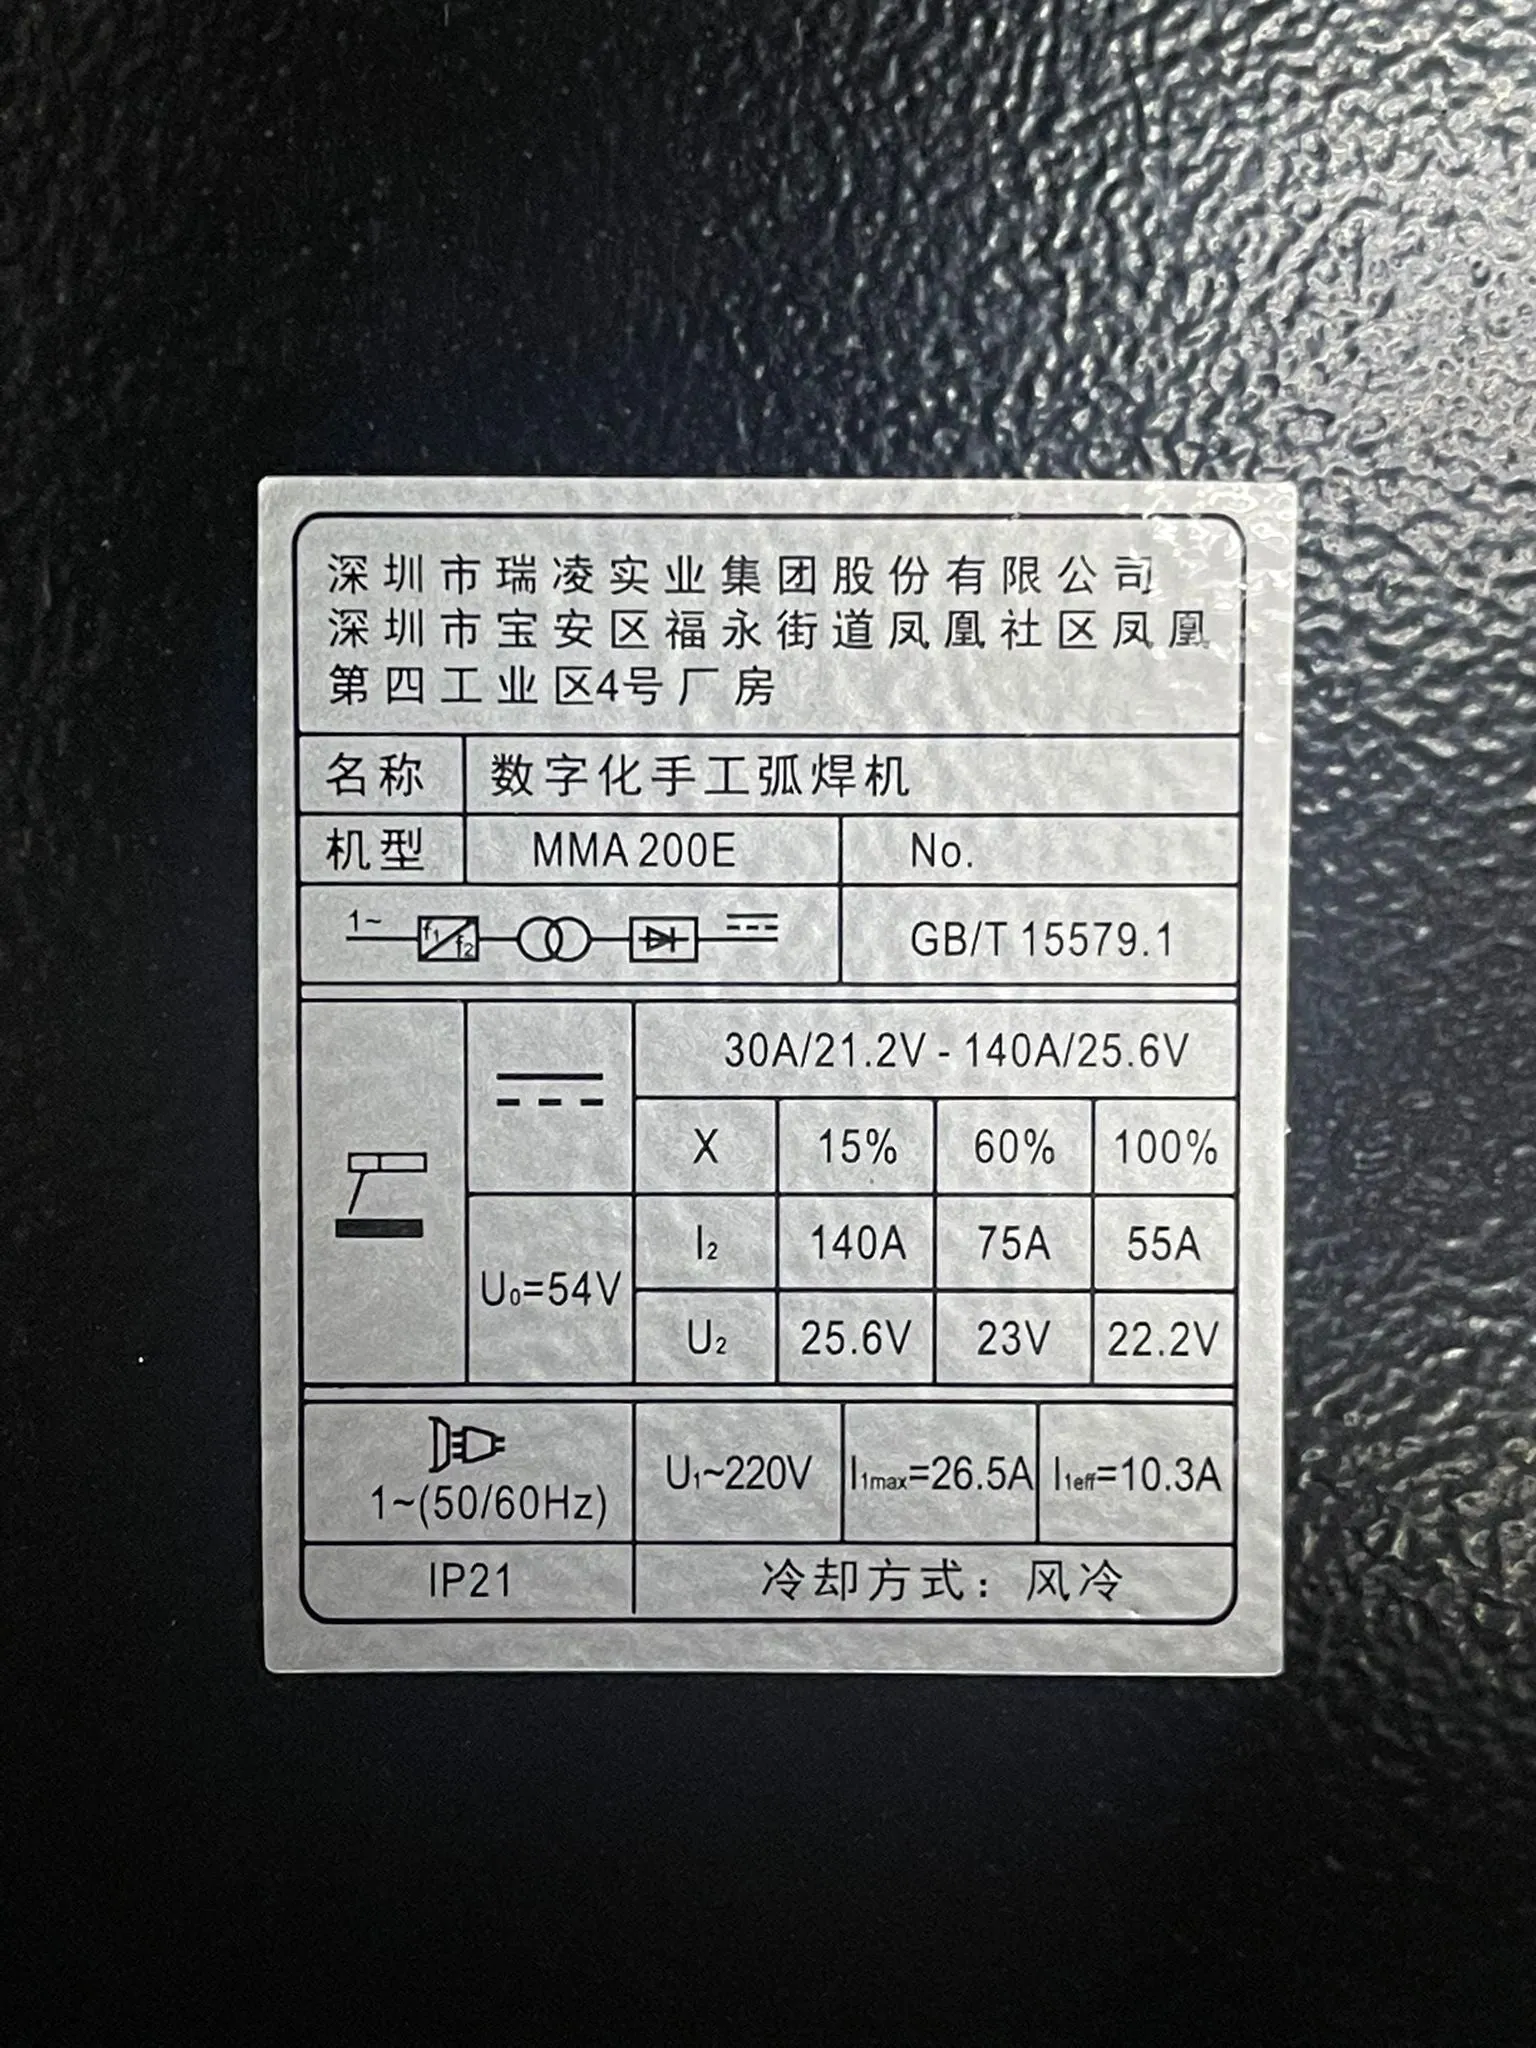 深圳市瑞凌实业集团股份有限公司
深圳市宝安区福永街道凤凰社区凤凰
第四工业区4号厂房
名称 数字化手工弧焊机
机型 MMA 200E No.
1~ f₁ f₂ GB/T 15579.1
30A/21.2V - 140A/25.6V
X 15% 60% 100%
I₂ 140A 75A 55A
U₀=54V
U₂ 25.6V 23V 22.2V
1~(50/60Hz) U₁~220V I₁max=26.5A I₁eff=10.3A
IP21 冷却方式：风冷